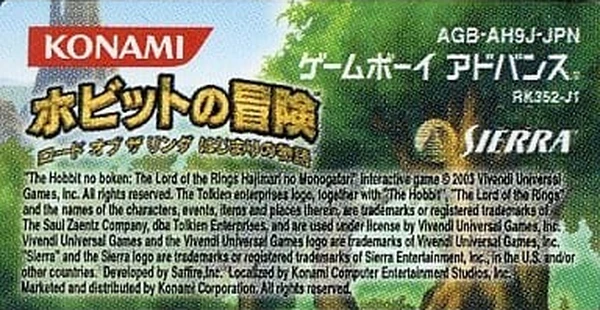 KONAMI
AGB-AH9J-JPN
ゲームボーイ アドバンス
RK352-J1
ホビットの冒険
ロード オブ ザ リング はじまりの物語
SIERRA
"The Hobbit no boken: The Lord of the Rings Hajimari no Monogatari" interactive game © 2003 Vivendi Universal
Games, Inc. All rights reserved. The Tolkien enterprises logo, together with "The Hobbit", "The Lord of the Rings"
and the names of the characters, events, items and places therein, are trademarks or registered trademarks of
The Saul Zaentz Company, dba Tolkien Enterprises, and are used under license by Vivendi Universal Games, Inc.
Vivendi Universal Games and the Vivendi Universal Games logo are trademarks of Vivendi Universal Games, Inc.
"Sierra" and the Sierra logo are trademarks or registered trademarks of Sierra Entertainment, Inc., in the U.S. and/or
other countries. Developed by Saffire,Inc. Localized by Konami Computer Entertainment Studios, Inc.
Marketed and distributed by Konami Corporation. All rights reserved.